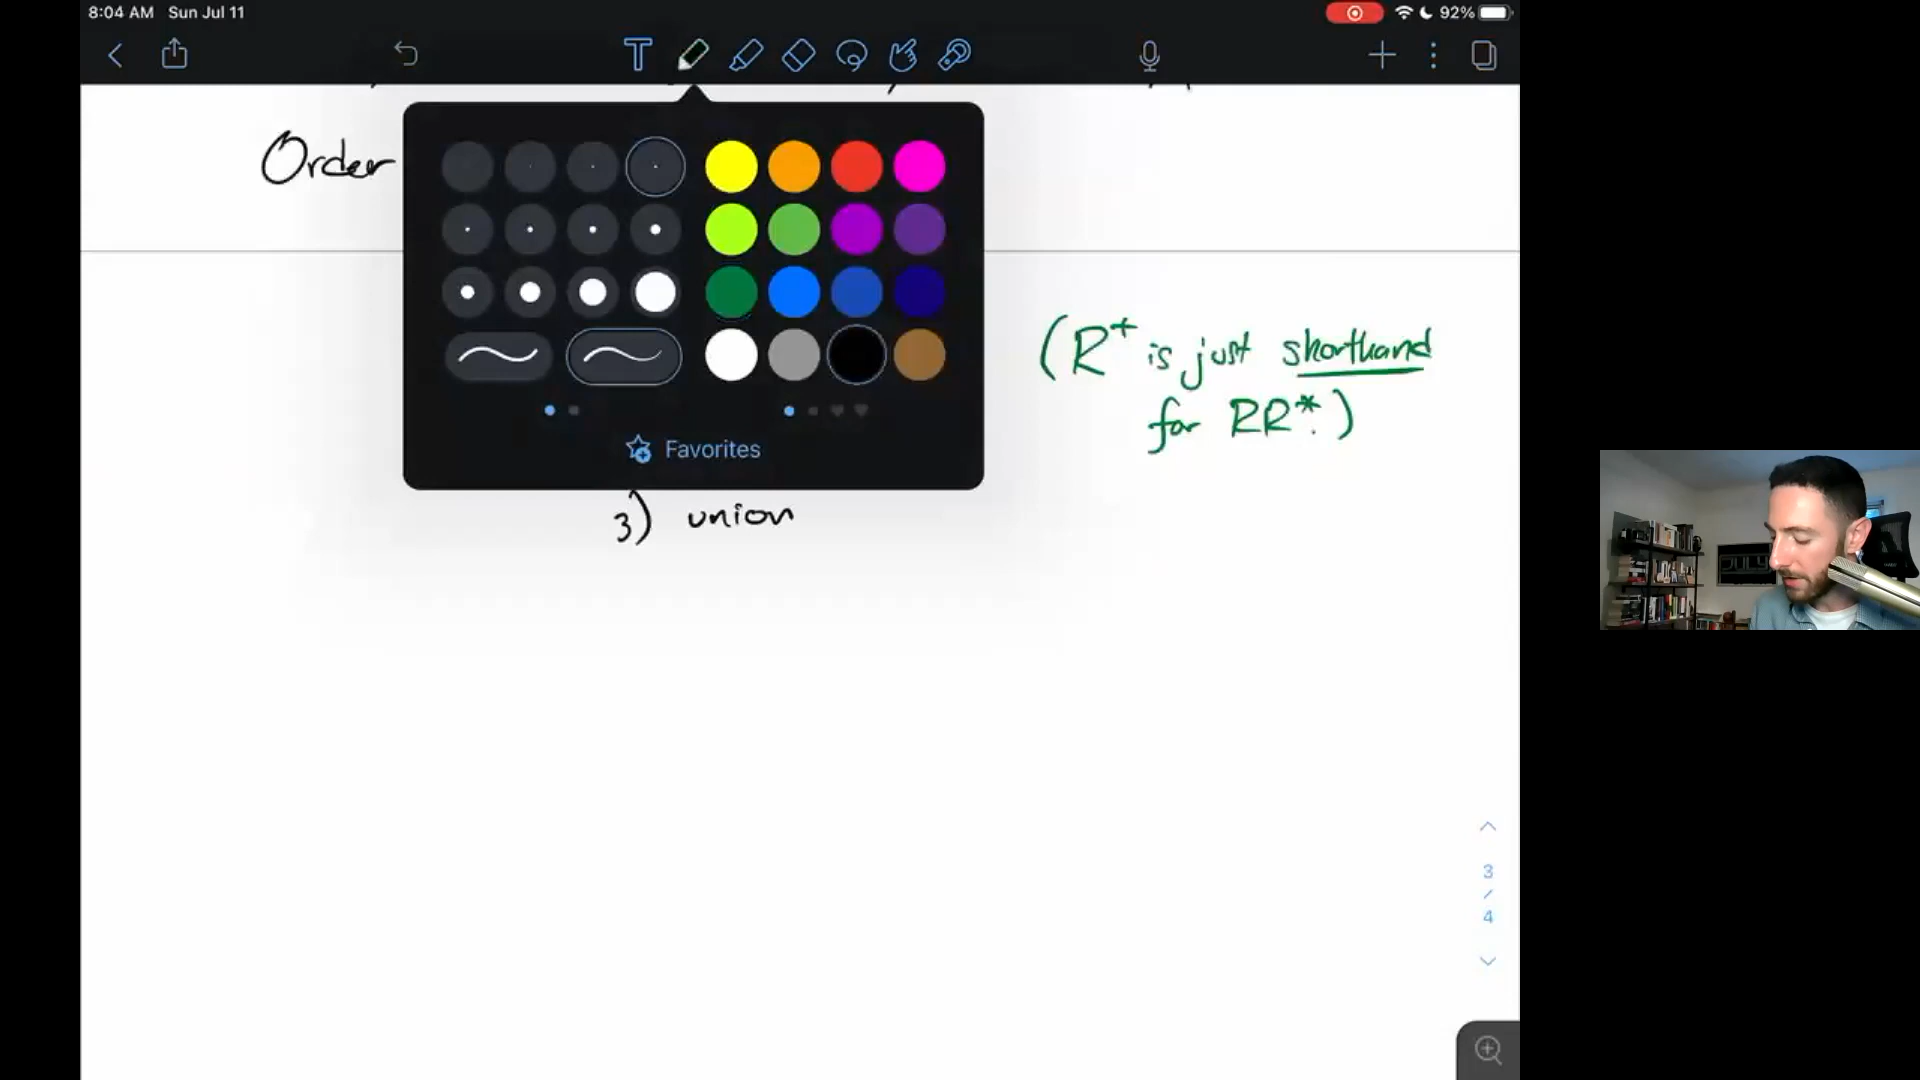 8:04 AM Sun Jul 11
92%
T
Order
Favorites
(R⁺ is just shorthand
for RR*.)
3) union
3
/
4